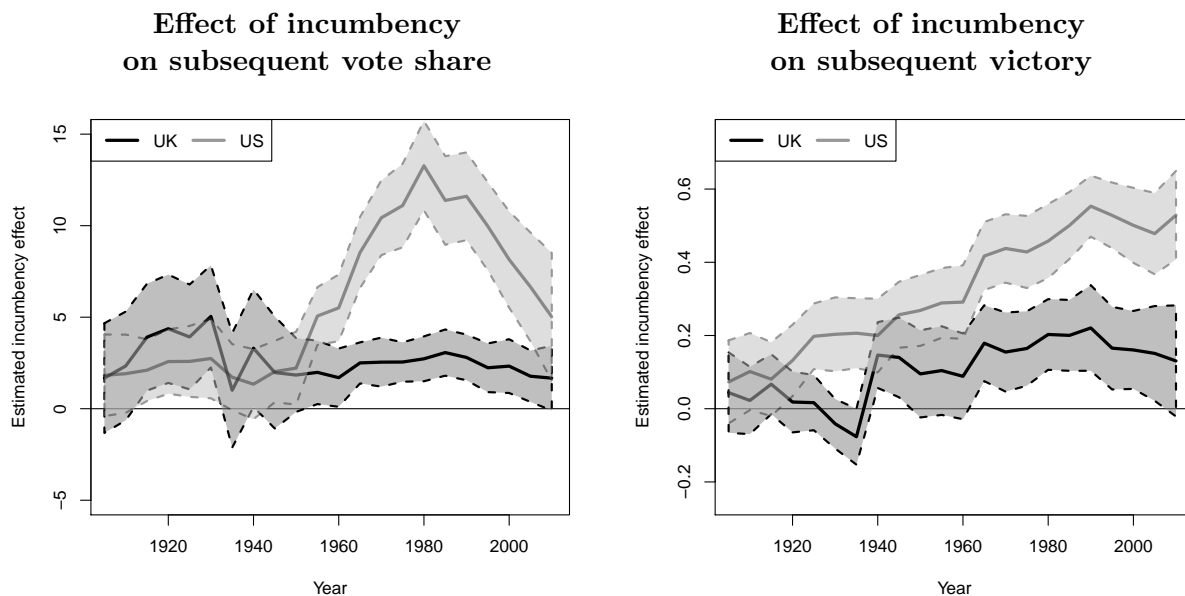 Effect of incumbency
on subsequent vote share
UK US
Estimated incumbency effect
15
10
5
0
−5
1920 1940 1960 1980 2000
Year
Effect of incumbency
on subsequent victory
UK US
Estimated incumbency effect
0.6
0.4
0.2
0.0
−0.2
1920 1940 1960 1980 2000
Year